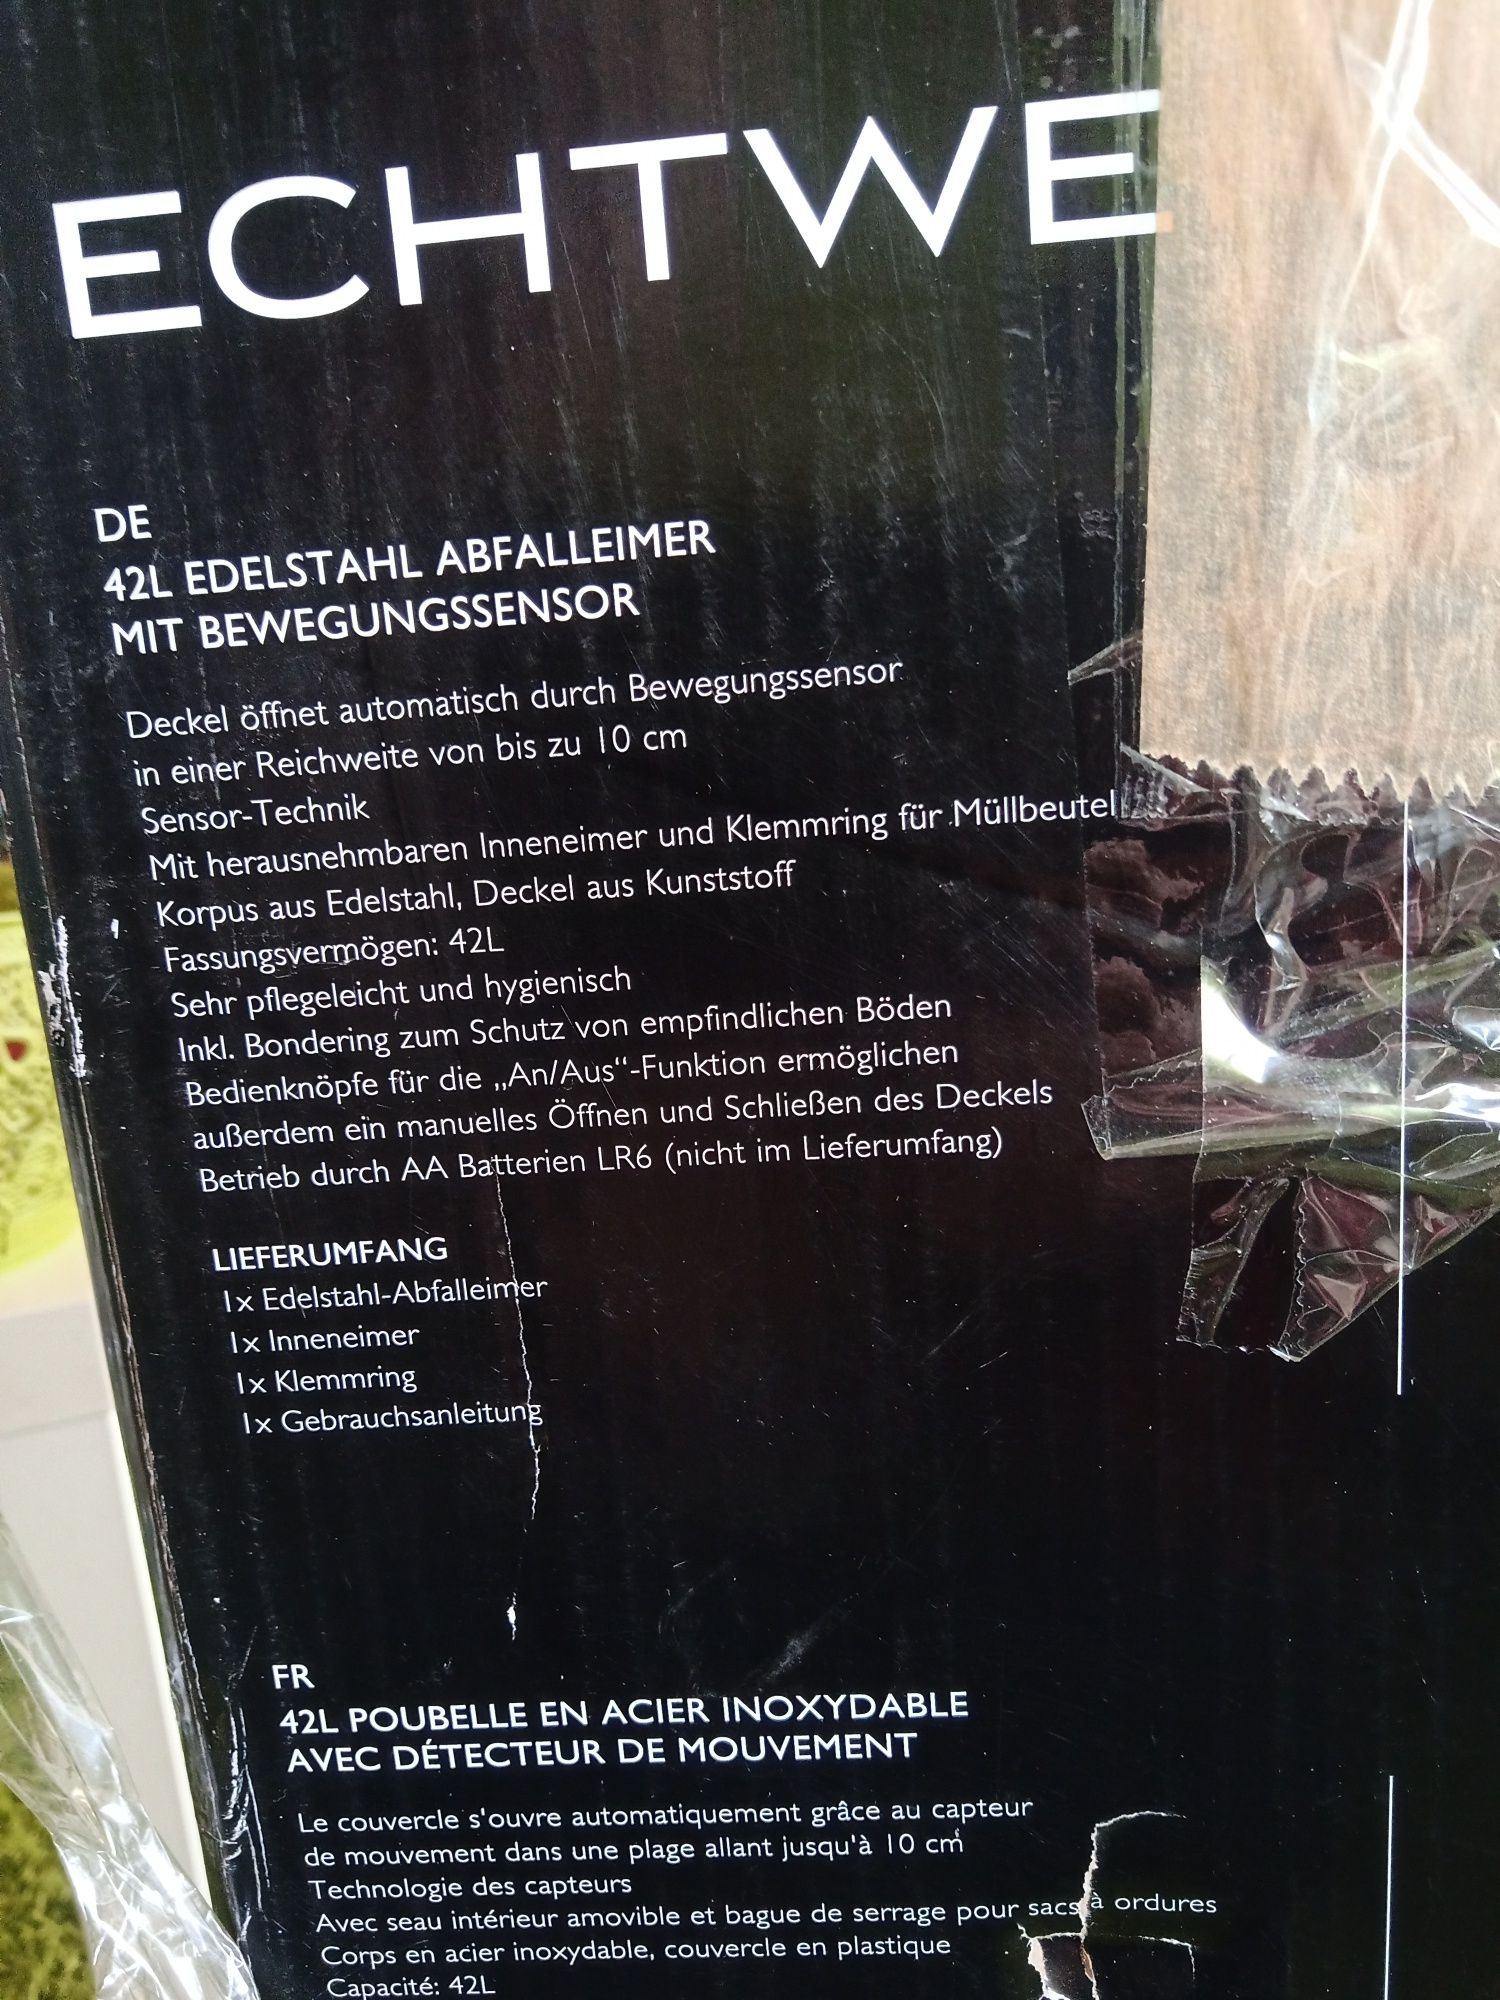 ECHTWE
DE
42L EDELSTAHL ABFALLEIMER
MIT BEWEGUNGSSENSOR
Deckel öffnet automatisch durch Bewegungssensor
in einer Reichweite von bis zu 10 cm
Sensor-Technik
Mit herausnehmbaren Inneneimer und Klemmring für Müllbeutel
Korpus aus Edelstahl, Deckel aus Kunststoff
Fassungsvermögen: 42L
Sehr pflegeleicht und hygienisch
Inkl. Bondering zum Schutz von empfindlichen Böden
Bedienknöpfe für die „An/Aus“-Funktion ermöglichen
außerdem ein manuelles Öffnen und Schließen des Deckels
Betrieb durch AA Batterien LR6 (nicht im Lieferumfang)
LIEFERUMFANG
1x Edelstahl-Abfalleimer
1x Inneneimer
1x Klemmring
1x Gebrauchsanleitung
FR
42L POUBELLE EN ACIER INOXYDABLE
AVEC DÉTECTEUR DE MOUVEMENT
Le couvercle s'ouvre automatiquement grâce au capteur
de mouvement dans une plage allant jusqu'à 10 cm
Technologie des capteurs
Avec seau intérieur amovible et bague de serrage pour sacs à ordures
Corps en acier inoxydable, couvercle en plastique
Capacité: 42L